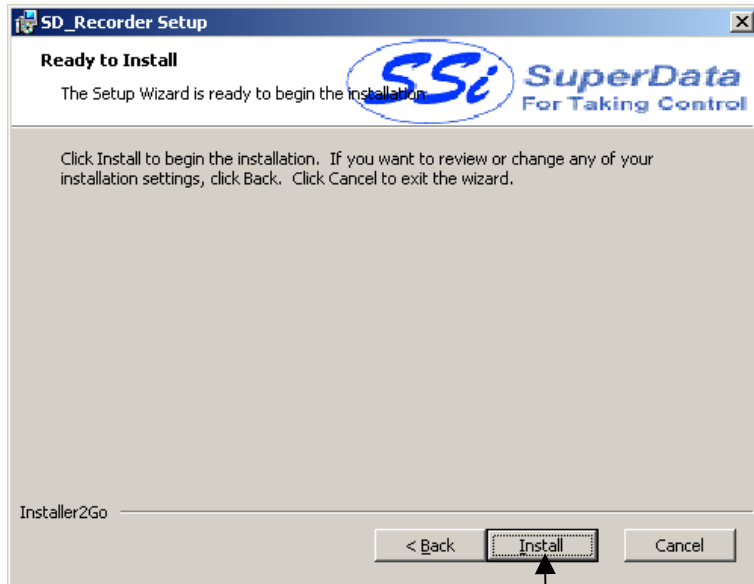 SD_Recorder Setup
Ready to Install
The Setup Wizard is ready to begin the installation
SSi
SuperData
For Taking Control
Click Install to begin the installation. If you want to review or change any of your
installation settings, click Back. Click Cancel to exit the wizard.
Installer2Go
< Back
Install
Cancel